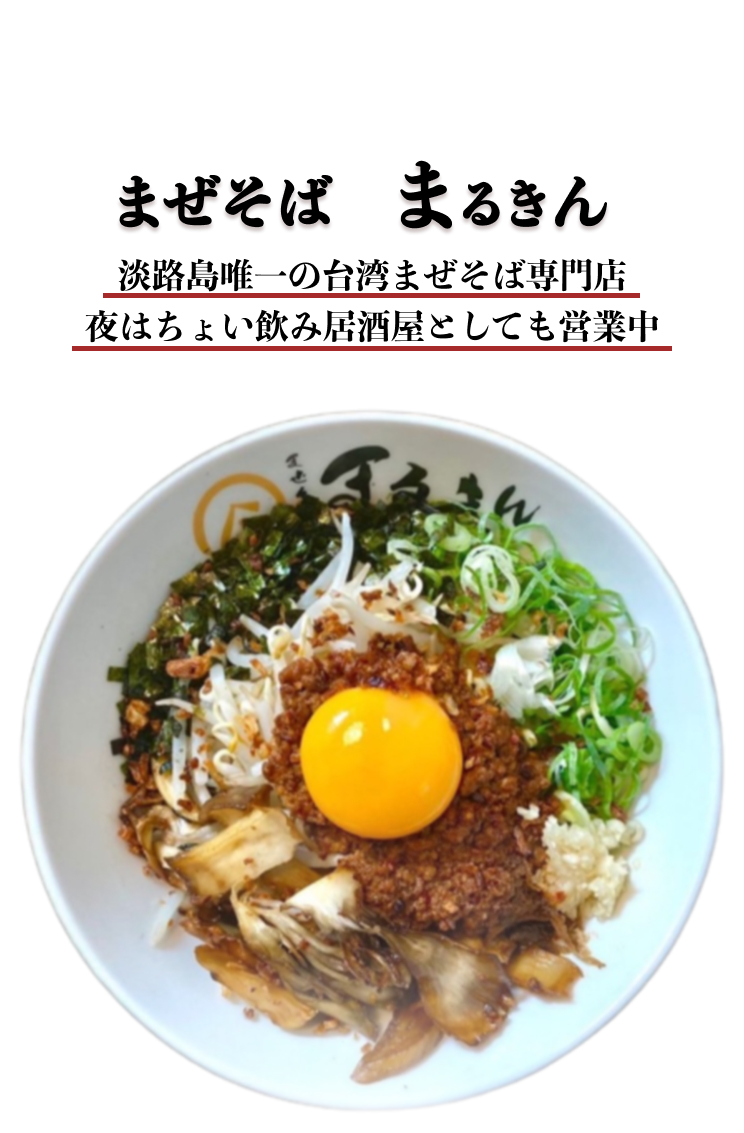 まぜそば　まるきん
淡路島唯一の台湾まぜそば専門店
夜はちょい飲み居酒屋としても営業中
まるきん